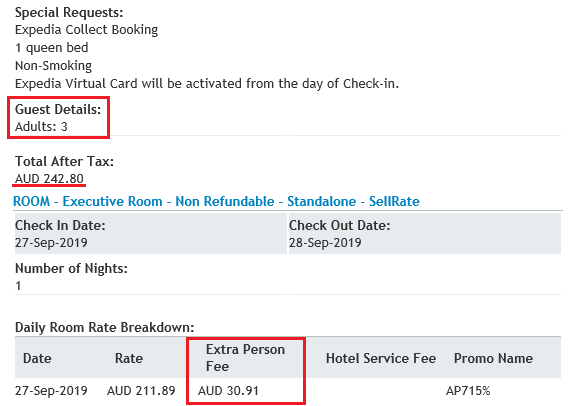 Special Requests:
Expedia Collect Booking
1 queen bed
Non-Smoking
Expedia Virtual Card will be activated from the day of Check-in.
Guest Details:
Adults: 3
Total After Tax:
AUD 242.80
ROOM - Executive Room - Non Refundable - Standalone - SellRate
Check In Date: Check Out Date:
27-Sep-2019 28-Sep-2019
Number of Nights:
1
Daily Room Rate Breakdown:
Date Rate Extra Person Fee Hotel Service Fee Promo Name
27-Sep-2019 AUD 211.89 AUD 30.91 AP715%